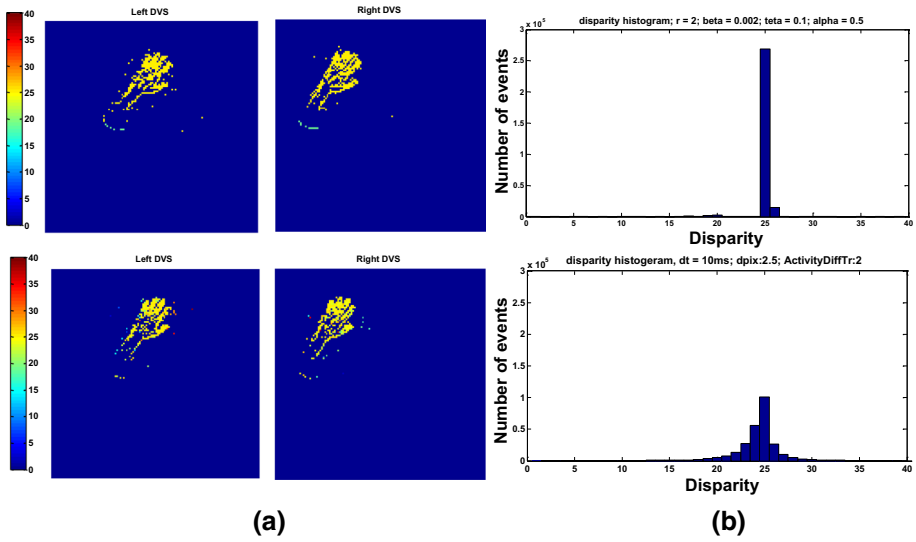 Left DVS
Right DVS
disparity histogram; r = 2; beta = 0.002; teta = 0.1; alpha = 0.5
40
35
30
25
20
15
10
5
0
x 10^5
3
2.5
2
1.5
1
0.5
0
Number of events
0 5 10 15 20 25 30 35 40
Disparity
Left DVS
Right DVS
disparity histogeram, dt = 10ms; dpix:2.5; ActivityDiffTr:2
40
35
30
25
20
15
10
5
0
x 10^5
3
2.5
2
1.5
1
0.5
0
Number of events
0 5 10 15 20 25 30 35 40
Disparity
(a)
(b)